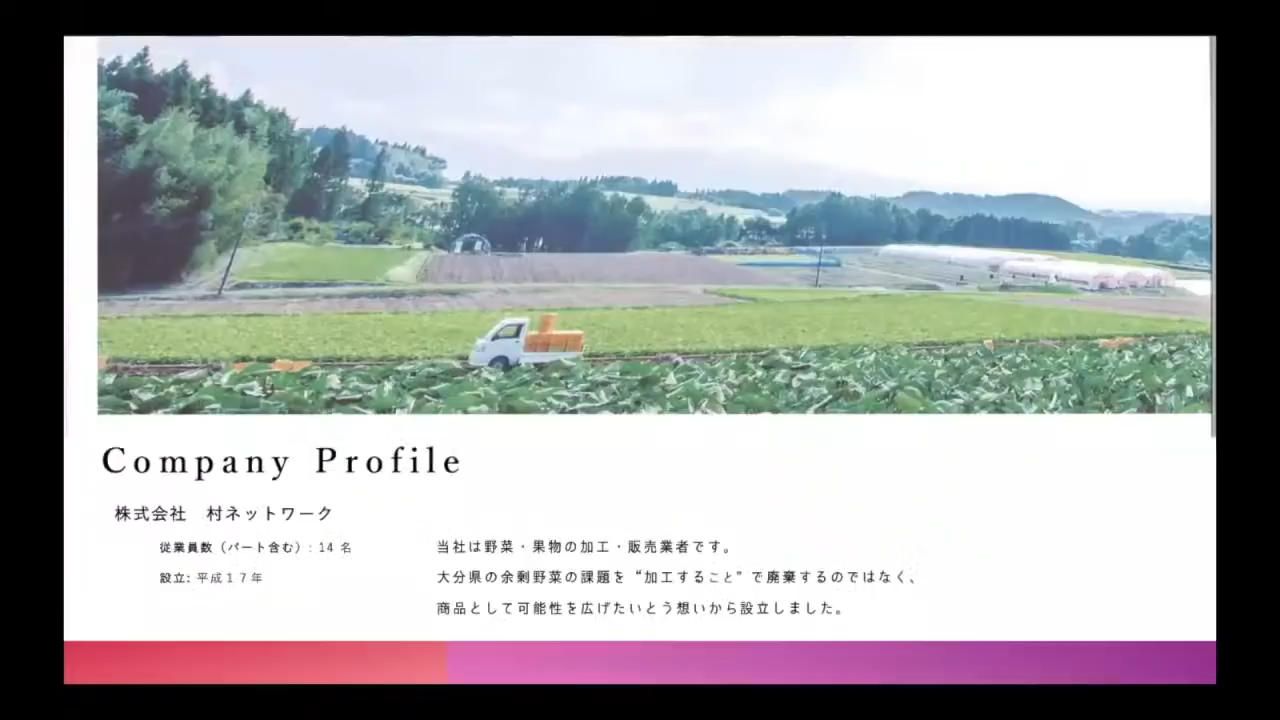 Company Profile
株式会社　村ネットワーク
従業員数（パート含む）: 14 名
設立: 平成１７年
当社は野菜・果物の加工・販売業者です。
大分県の余剰野菜の課題を“加工すること”で廃棄するのではなく、
商品として可能性を広げたいとう想いから設立しました。